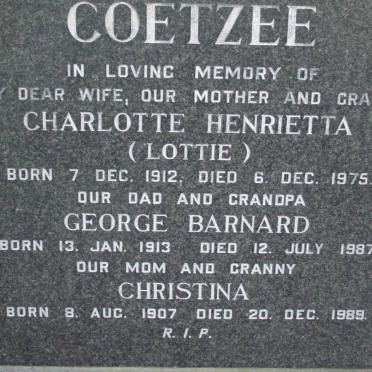 COETZEE
IN LOVING MEMORY OF
DEAR WIFE, OUR MOTHER AND
CHARLOTTE HENRIETTA
( LOTTIE )
BORN 7 DEC. 1912. DIED 6. DEC. 1975.
OUR DAD AND GRANDPA
GEORGE BARNARD
BORN 13. JAN. 1913 DIED 12. JULY 1987
OUR MOM AND GRANNY
CHRISTINA
BORN 8. AUG. 1907 DIED 20. DEC. 1989.
R. I. P.